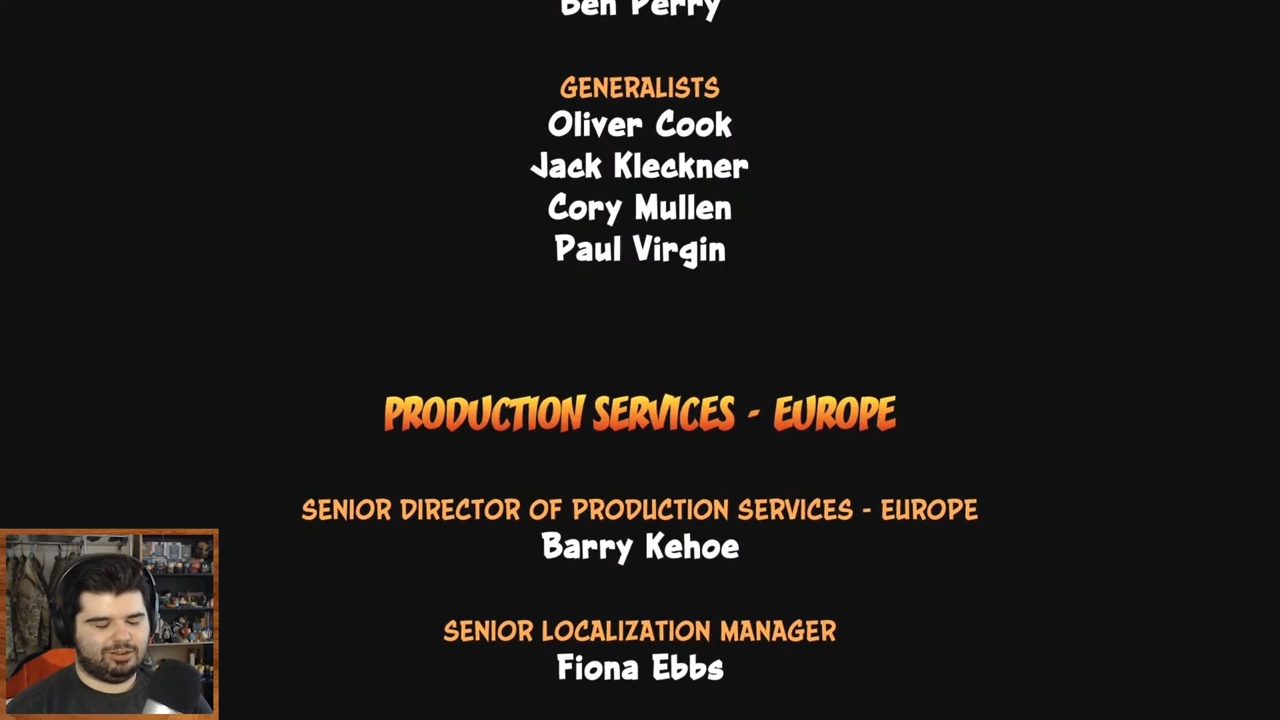 Ben Perry
GENERALISTS
Oliver Cook
Jack Kleckner
Cory Mullen
Paul Virgin
PRODUCTION SERVICES - EUROPE
SENIOR DIRECTOR OF PRODUCTION SERVICES - EUROPE
Barry Kehoe
SENIOR LOCALIZATION MANAGER
Fiona Ebbs